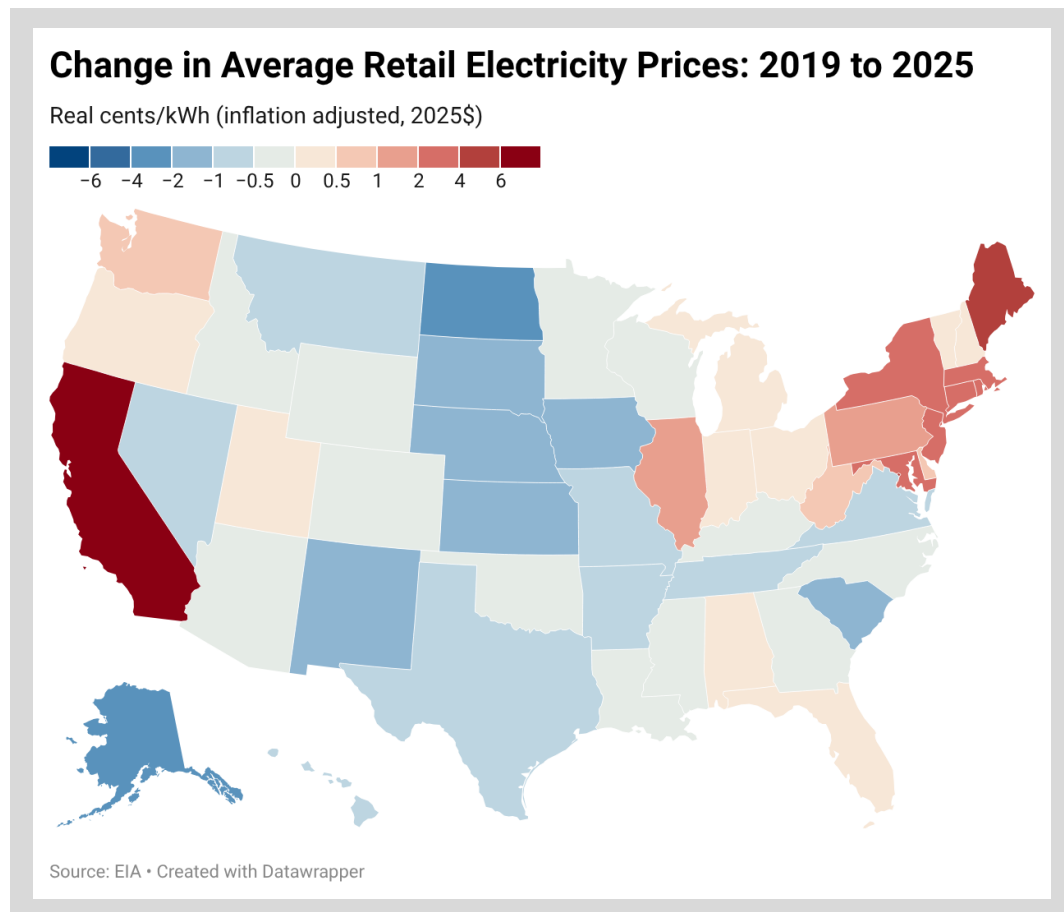 Change in Average Retail Electricity Prices: 2019 to 2025
Real cents/kWh (inflation adjusted, 2025$)
−6 −4 −2 −1 −0.5 0 0.5 1 2 4 6
Source: EIA • Created with Datawrapper